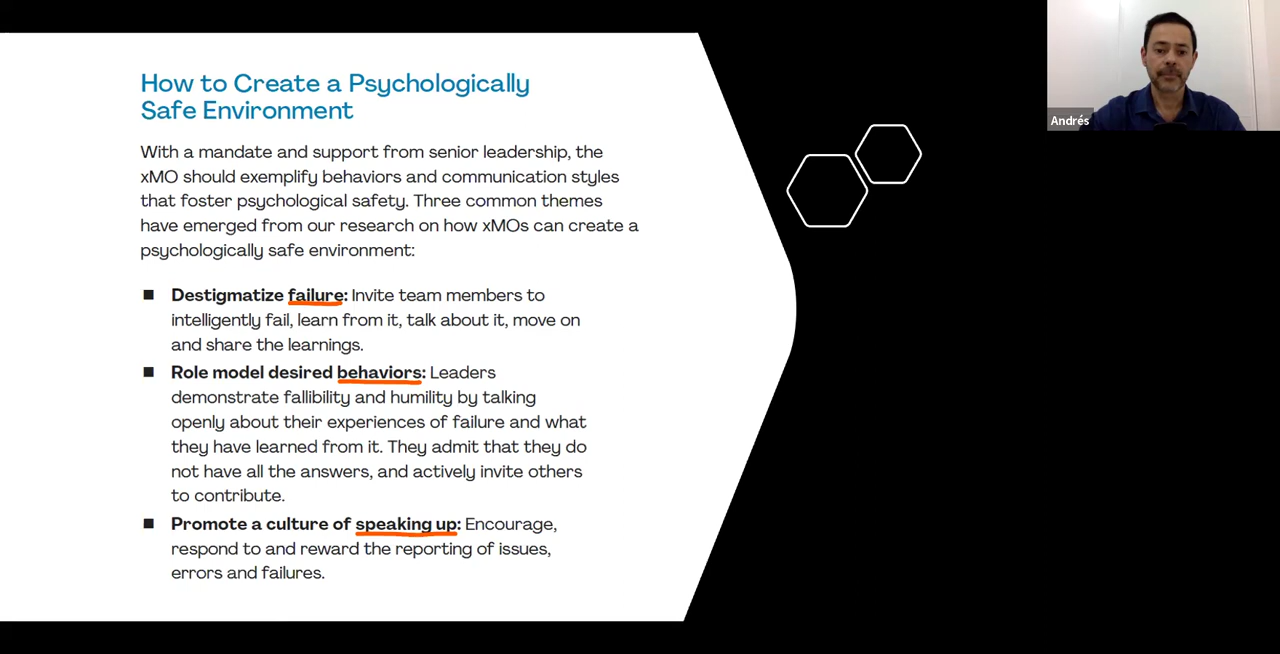 How to Create a Psychologically
Safe Environment
With a mandate and support from senior leadership, the
xMO should exemplify behaviors and communication styles
that foster psychological safety. Three common themes
have emerged from our research on how xMOs can create a
psychologically safe environment:
■ Destigmatize failure: Invite team members to
intelligently fail, learn from it, talk about it, move on
and share the learnings.
■ Role model desired behaviors: Leaders
demonstrate fallibility and humility by talking
openly about their experiences of failure and what
they have learned from it. They admit that they do
not have all the answers, and actively invite others
to contribute.
■ Promote a culture of speaking up: Encourage,
respond to and reward the reporting of issues,
errors and failures.
Andrés